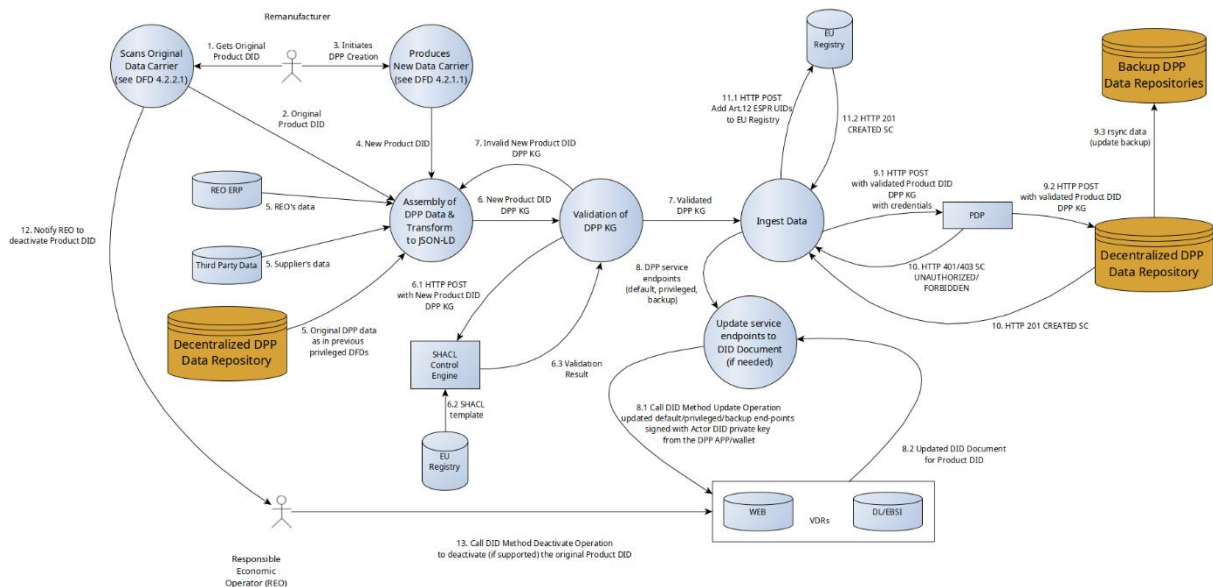 Remanufacturer
Scans Original
Data Carrier
(see DFD 4.2.2.1)
1. Gets Original
Product DID
3. Initiates
DPP Creation
Produces
New Data Carrier
(see DFD 4.2.1.1)
EU
Registry
Backup DPP
Data Repositories
2. Original
Product DID
4. New Product DID
7. Invalid New Product DID
DPP KG
11.1 HTTP POST
Add Art.12 ESPR UIDs
to EU Registry
11.2 HTTP 201
CREATED SC
9.3 rsync data
(update backup)
REO ERP
5. REO's data
Assembly of
DPP Data &
Transform
to JSON-LD
6. New Product DID
DPP KG
Validation of
DPP KG
7. Validated
DPP KG
Ingest Data
9.1 HTTP POST
with validated Product DID
DPP KG
with credentials
PDP
9.2 HTTP POST
with validated Product DID
DPP KG
12. Notify REO to
deactivate Product DID
Third Party Data
5. Supplier's data
6.1 HTTP POST
with New Product DID
DPP KG
8. DPP service
endpoints
(default, privileged,
backup)
10. HTTP 401/403 SC
UNAUTHORIZED/
FORBIDDEN
Decentralized DPP
Data Repository
10. HTTP 201 CREATED SC
Decentralized DPP
Data Repository
5. Original DPP data
as in previous
privileged DFDs
SHACL
Control
Engine
6.3 Validation
Result
Update service
endpoints to
DID Document
(if needed)
6.2 SHACL
template
EU
Registry
8.1 Call DID Method Update Operation
updated default/privileged/backup end-points
signed with Actor DID private key
from the DPP APP/wallet
8.2 Updated DID Document
for Product DID
WEB
VDRs
DL/EBSI
13. Call DID Method Deactivate Operation
to deactivate (if supported) the original Product DID
Responsible
Economic
Operator (REO)